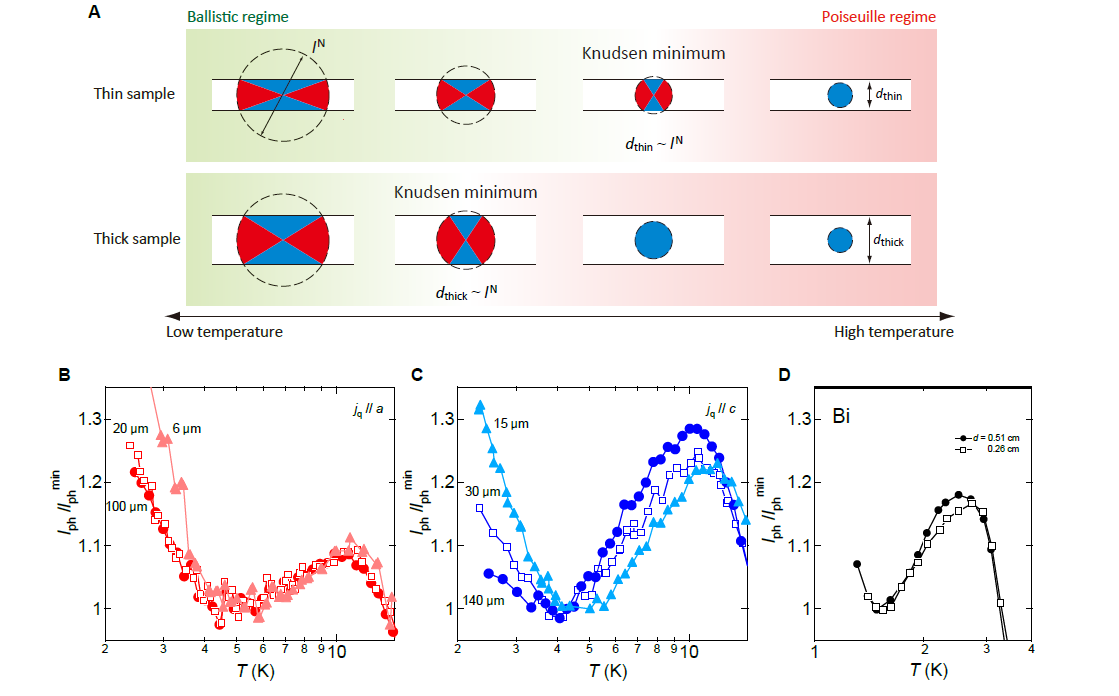 A
Ballistic regime
Poiseuille regime
Thin sample
lᴺ
Knudsen minimum
d_thin ~ lᴺ
d_thin
Thick sample
Knudsen minimum
d_thick ~ lᴺ
d_thick
Low temperature
High temperature
B
l_ph / l_ph^min
j_q // a
20 μm
6 μm
100 μm
1.3
1.2
1.1
1
2 3 4 5 6 7 8 9 10
T (K)
C
l_ph / l_ph^min
j_q // c
15 μm
30 μm
140 μm
1.3
1.2
1.1
1
2 3 4 5 6 7 8 9 10
T (K)
D
l_ph / l_ph^min
Bi
d = 0.51 cm
0.26 cm
1.3
1.2
1.1
1
1 2 3 4
T (K)